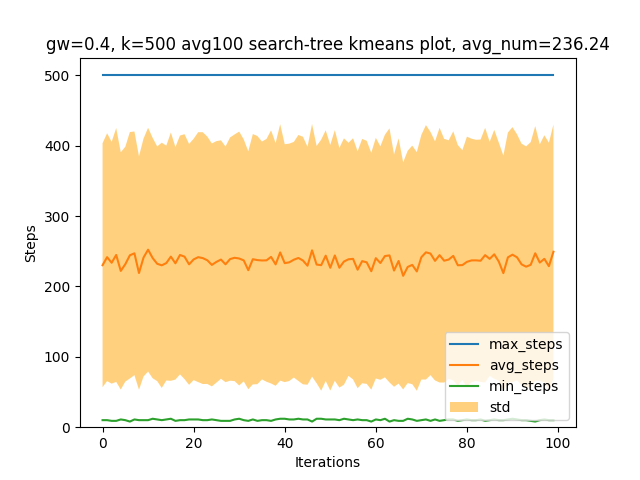 gw=0.4, k=500 avg100 search-tree kmeans plot, avg_num=236.24
500
400
300
200
100
0
Steps
max_steps
avg_steps
min_steps
std
0 20 40 60 80 100
Iterations